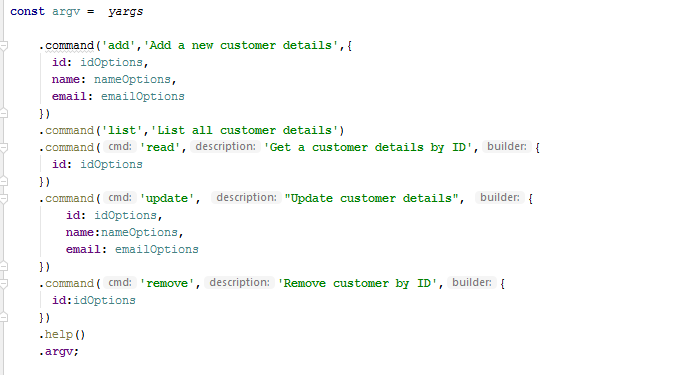 const argv =  yargs
.command('add','Add a new customer details',{
id: idOptions,
name: nameOptions,
email: emailOptions
})
.command('list','List all customer details')
.command( cmd: 'read', description: 'Get a customer details by ID', builder: {
id: idOptions
})
.command( cmd: 'update', description: "Update customer details", builder: {
id: idOptions,
name:nameOptions,
email: emailOptions
})
.command( cmd: 'remove', description: 'Remove customer by ID', builder: {
id:idOptions
})
.help()
.argv;